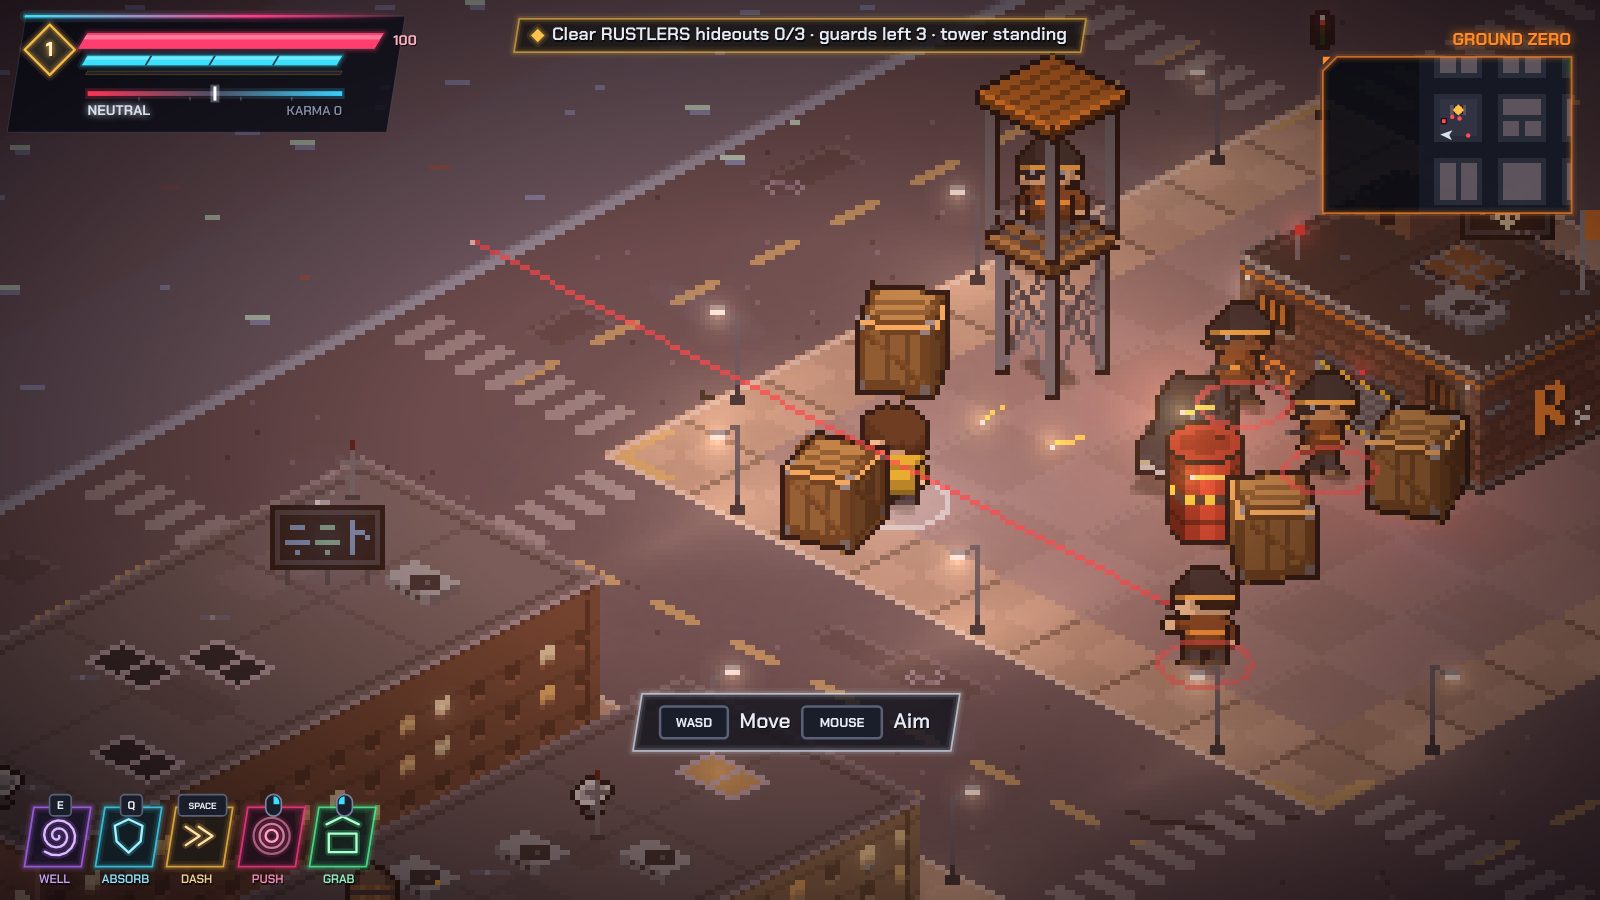 1
100
NEUTRAL
KARMA 0
Clear RUSTLERS hideouts 0/3 · guards left 3 · tower standing
GROUND ZERO
R
WASD Move MOUSE Aim
E
Q
SPACE
WELL
ABSORB
DASH
PUSH
GRAB